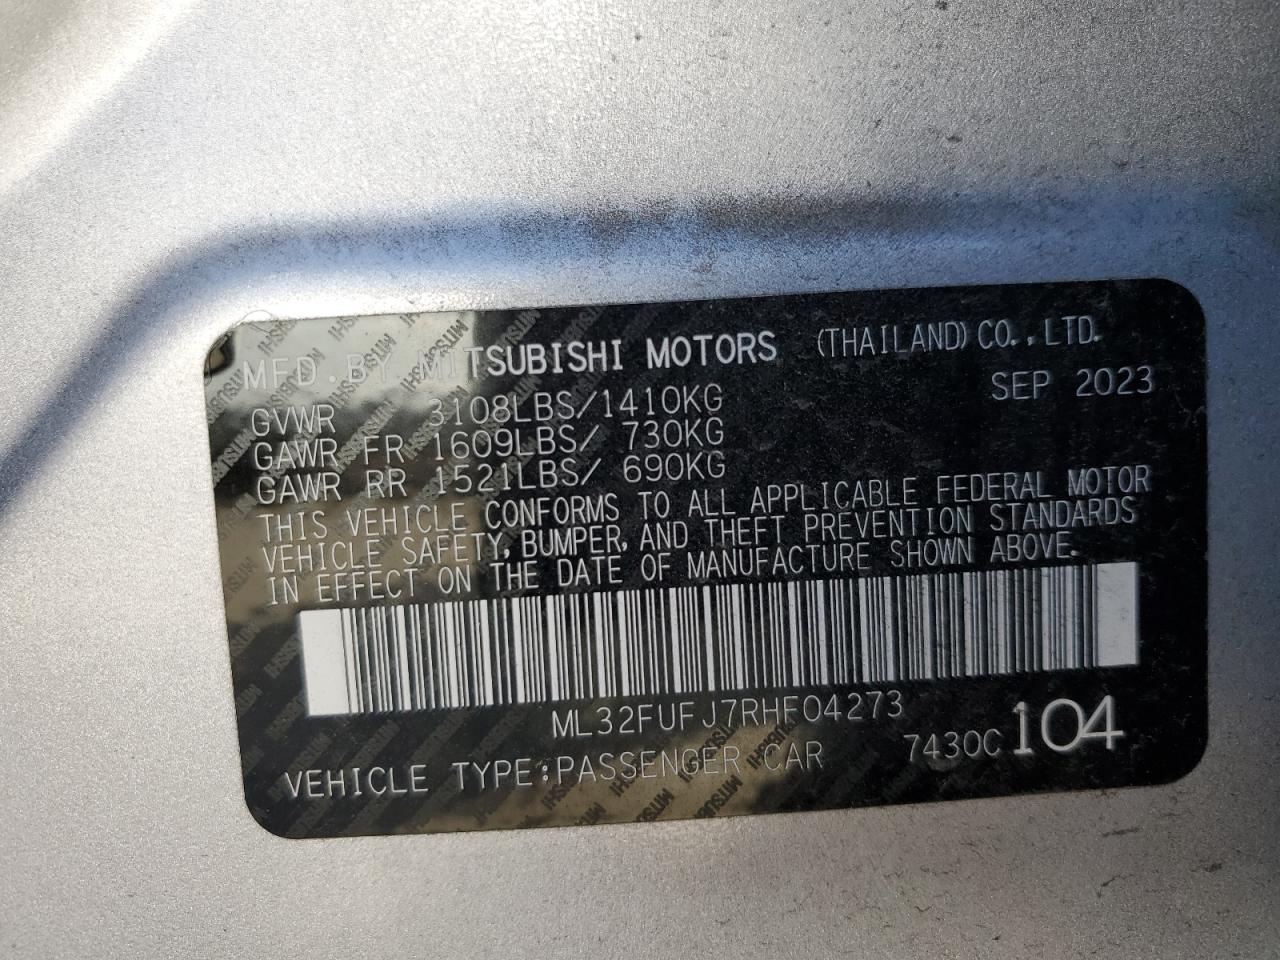 MFD. BY MITSUBISHI MOTORS (THAILAND) CO., LTD.
SEP 2023
GVWR 3108LBS/1410KG
GAWR FR 1609LBS/ 730KG
GAWR RR 1521LBS/ 690KG
THIS VEHICLE CONFORMS TO ALL APPLICABLE FEDERAL MOTOR
VEHICLE SAFETY, BUMPER, AND THEFT PREVENTION STANDARDS
IN EFFECT ON THE DATE OF MANUFACTURE SHOWN ABOVE.
ML32FUFJ7RHF04273
VEHICLE TYPE:PASSENGER CAR 7430C 104